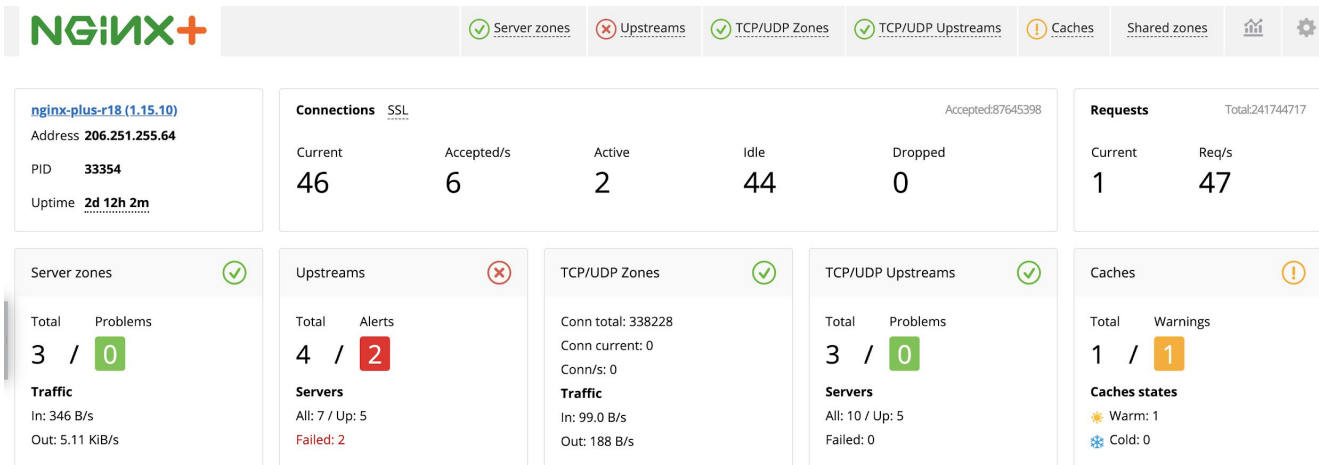 NGINX+
Server zones Upstreams TCP/UDP Zones TCP/UDP Upstreams Caches Shared zones
nginx-plus-r18 (1.15.10)
Address 206.251.255.64
PID 33354
Uptime 2d 12h 2m
Connections SSL Accepted:87645398
Current Accepted/s Active Idle Dropped
46 6 2 44 0
Requests Total:241744717
Current Req/s
1 47
Server zones
Total Problems
3 / 0
Traffic
In: 346 B/s
Out: 5.11 KiB/s
Upstreams
Total Alerts
4 / 2
Servers
All: 7 / Up: 5
Failed: 2
TCP/UDP Zones
Conn total: 338228
Conn current: 0
Conn/s: 0
Traffic
In: 99.0 B/s
Out: 188 B/s
TCP/UDP Upstreams
Total Problems
3 / 0
Servers
All: 10 / Up: 5
Failed: 0
Caches
Total Warnings
1 / 1
Caches states
Warm: 1
Cold: 0